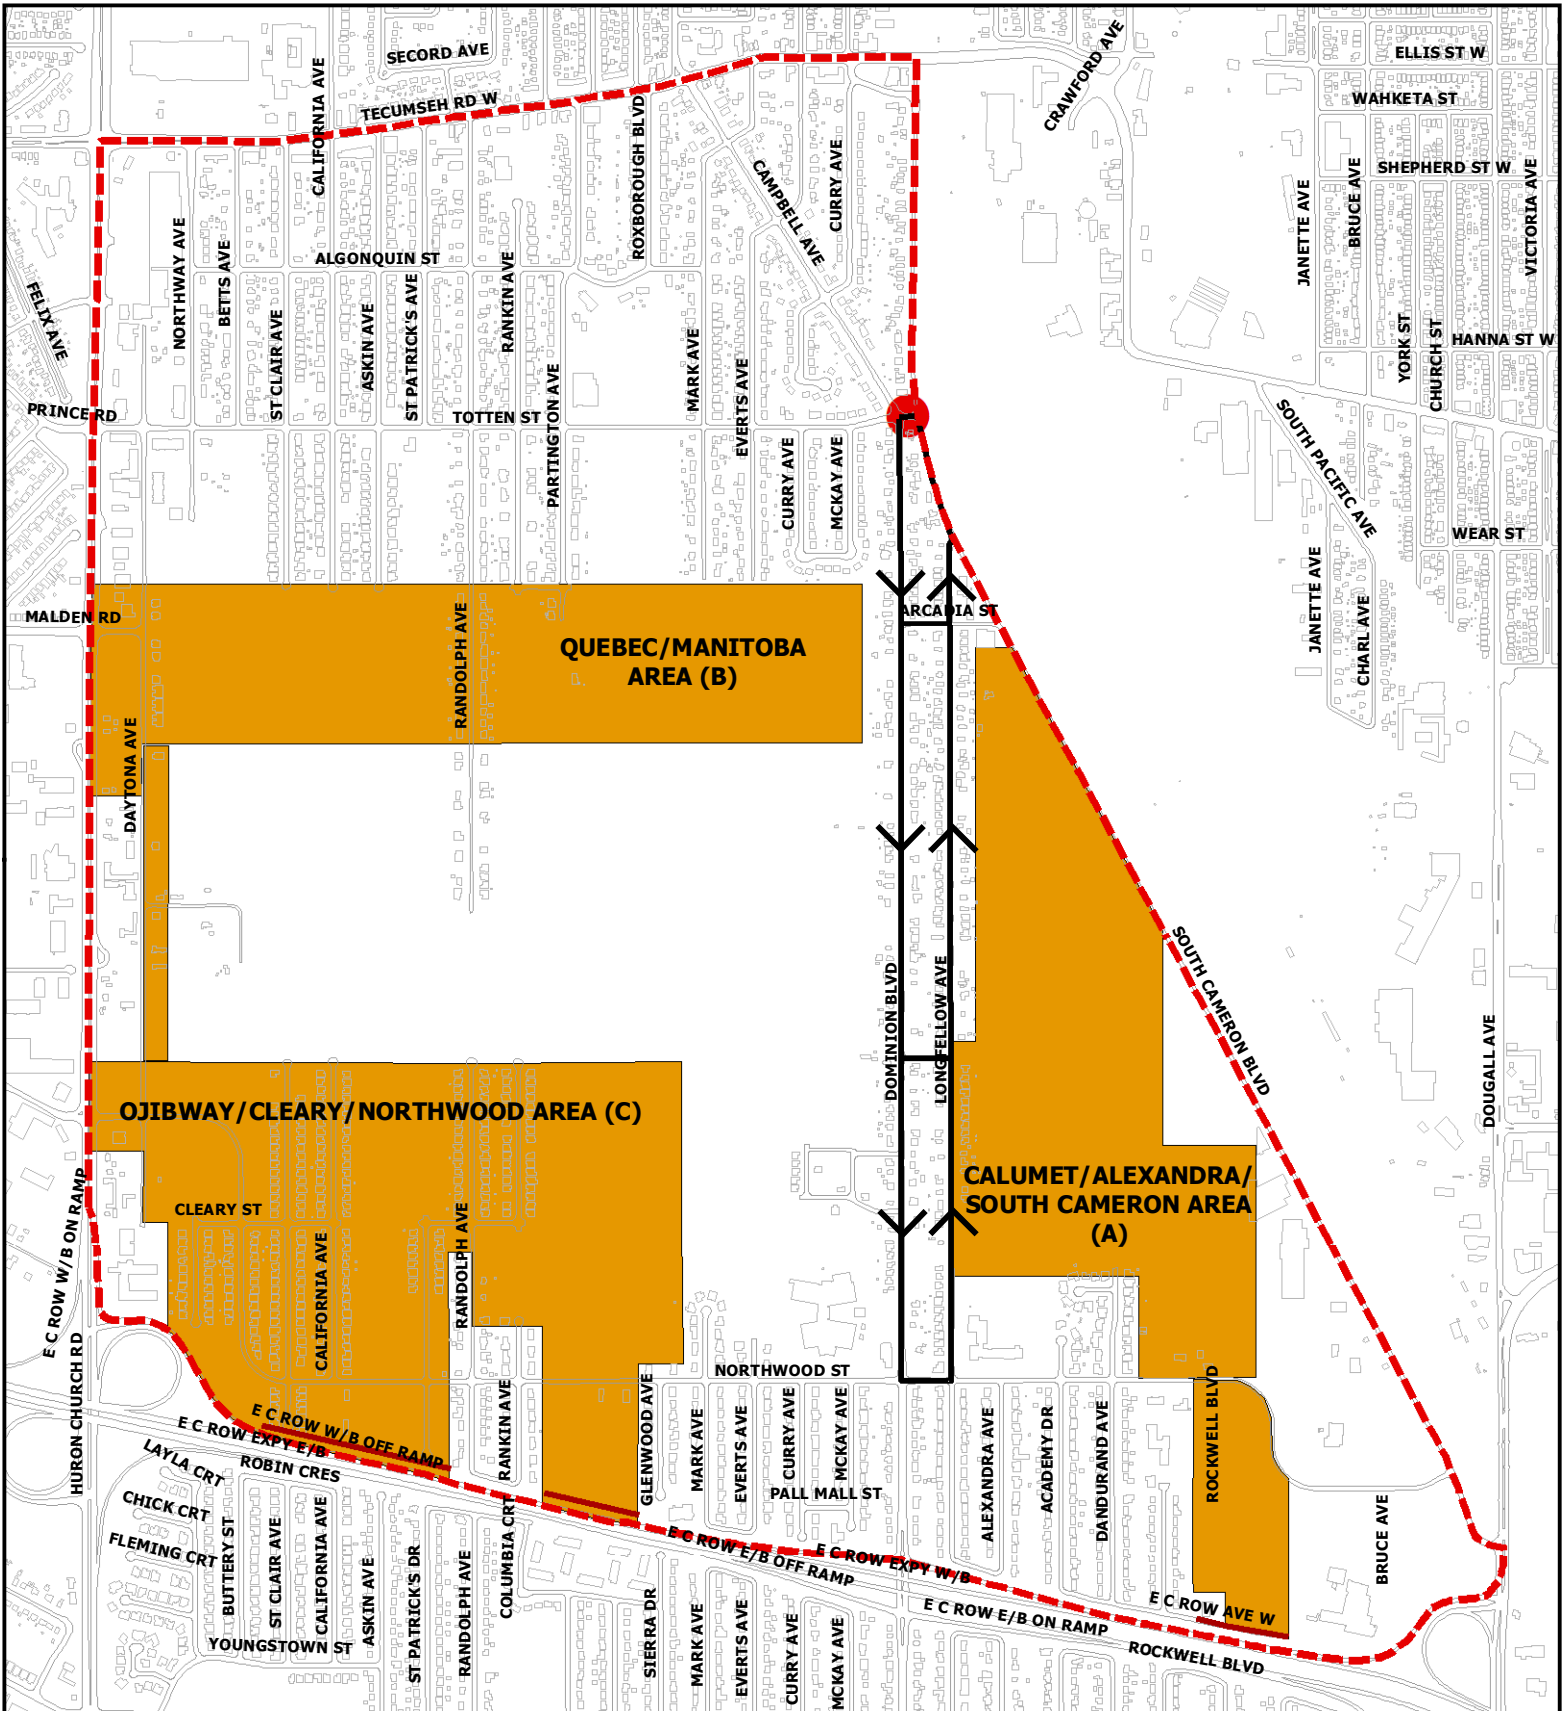 SECORD AVE
ELLIS ST W
CRAWFORD AVE
WAHKETA ST
TECUMSEH RD W
CALIFORNIA AVE
ROXBOROUGH BLVD
SHEPHERD ST W
CAMPBELL AVE
CURRY AVE
JANETTE AVE
BRUCE AVE
VICTORIA AVE
NORTHWAY AVE
BETTS AVE
ALGONQUIN ST
FELIX AVE
ST CLAIR AVE
ASKIN AVE
ST PATRICK'S AVE
RANKIN AVE
MARK AVE
EVERTS AVE
YORK ST
CHURCH ST
HANNA ST W
PRINCE RD
TOTTEN ST
PARTINGTON AVE
CURRY AVE
MCKAY AVE
SOUTH PACIFIC AVE
WEAR ST
JANETTE AVE
CHARL AVE
MALDEN RD
ARCADIA ST
RANDOLPH AVE
QUEBEC/MANITOBA
AREA (B)
DAYTONA AVE
DOMINION BLVD
LONGFELLOW AVE
SOUTH CAMERON BLVD
DOUGALL AVE
OJIBWAY/CLEARY/NORTHWOOD AREA (C)
CALUMET/ALEXANDRA/
SOUTH CAMERON AREA
(A)
CLEARY ST
E C ROW W/B ON RAMP
CALIFORNIA AVE
RANDOLPH AVE
HURON CHURCH RD
NORTHWOOD ST
RANKIN AVE
GLENWOOD AVE
MARK AVE
EVERTS AVE
CURRY AVE
MCKAY AVE
ALEXANDRA AVE
ACADEMY DR
DANDURAND AVE
ROCKWELL BLVD
E C ROW W/B OFF RAMP
E C ROW EXPY E/B
ROBIN CRES
LAYLA CRT
CHICK CRT
FLEMING CRT
PALL MALL ST
BUTTERY ST
ST CLAIR AVE
CALIFORNIA AVE
ASKIN AVE
ST PATRICK'S DR
RANDOLPH AVE
COLUMBIA CRT
E C ROW E/B OFF RAMP
E C ROW EXPY W/B
BRUCE AVE
E C ROW AVE W
E C ROW E/B ON RAMP
ROCKWELL BLVD
YOUNGSTOWN ST
SIERRA DR
MARK AVE
EVERTS AVE
CURRY AVE
MCKAY AVE